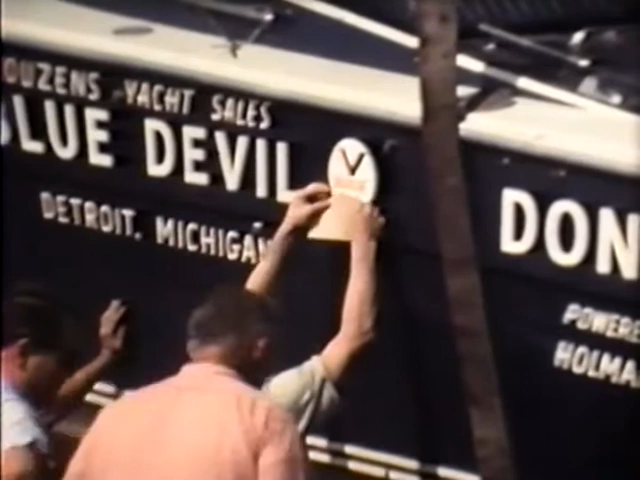 OUZENS YACHT SALES
BLUE DEVIL
DETROIT, MICHIGAN
V
DON
POWERE
HOLMA